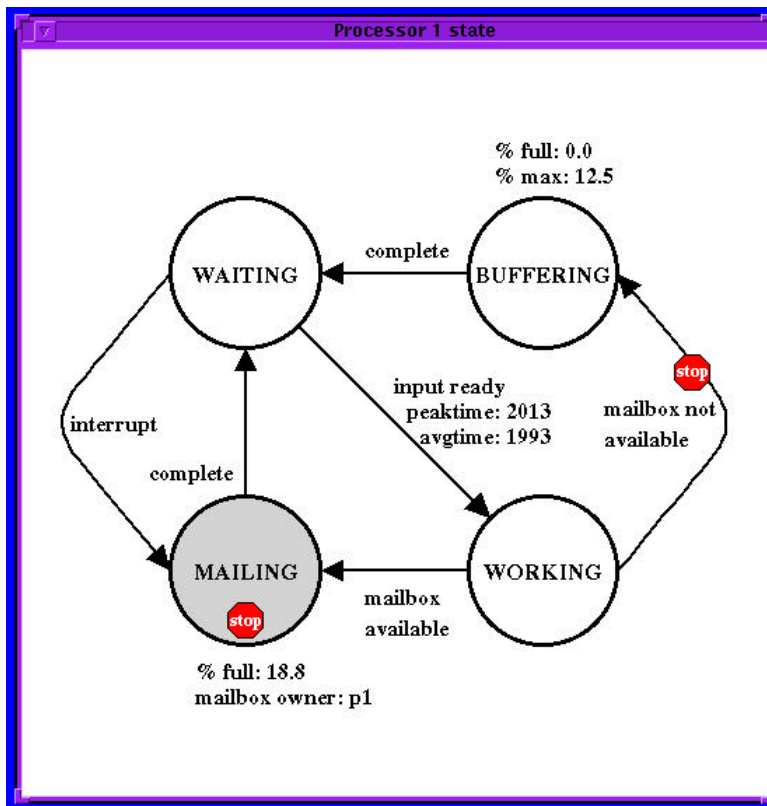 Processor 1 state
% full: 0.0
% max: 12.5
complete
WAITING
BUFFERING
stop
input ready
peaktime: 2013
avgtime: 1993
mailbox not
available
interrupt
complete
MAILING
WORKING
stop
mailbox
available
% full: 18.8
mailbox owner: p1